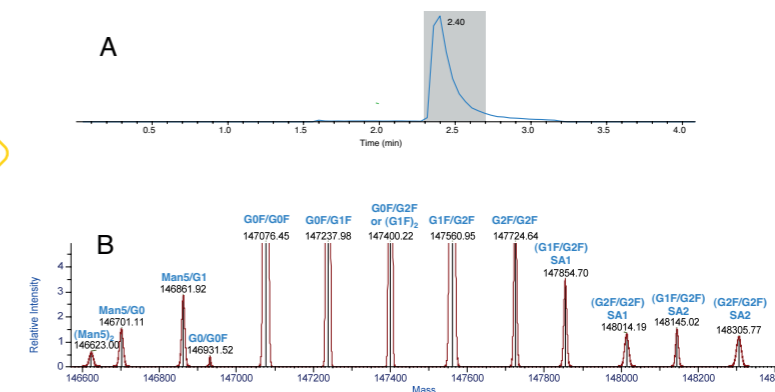 A
2.40
0.5 1.0 1.5 2.0 2.5 3.0 3.5 4.0
Time (min)
B
G0F/G0F
147076.45
G0F/G1F
147237.98
G0F/G2F
or (G1F)2
147400.22
G1F/G2F
147560.95
G2F/G2F
147724.64
(G1F/G2F)
SA1
147854.70
Man5/G1
146861.92
Man5/G0
146701.11
(Man5)2
146623.00
G0/G0F
146931.52
(G2F/G2F)
SA1
148014.19
(G1F/G2F)
SA2
148145.02
(G2F/G2F)
SA2
148305.77
Relative Intensity
4
3
2
1
0
146600 146800 147000 147200 147400 147600 147800 148000 148200 148
Mass